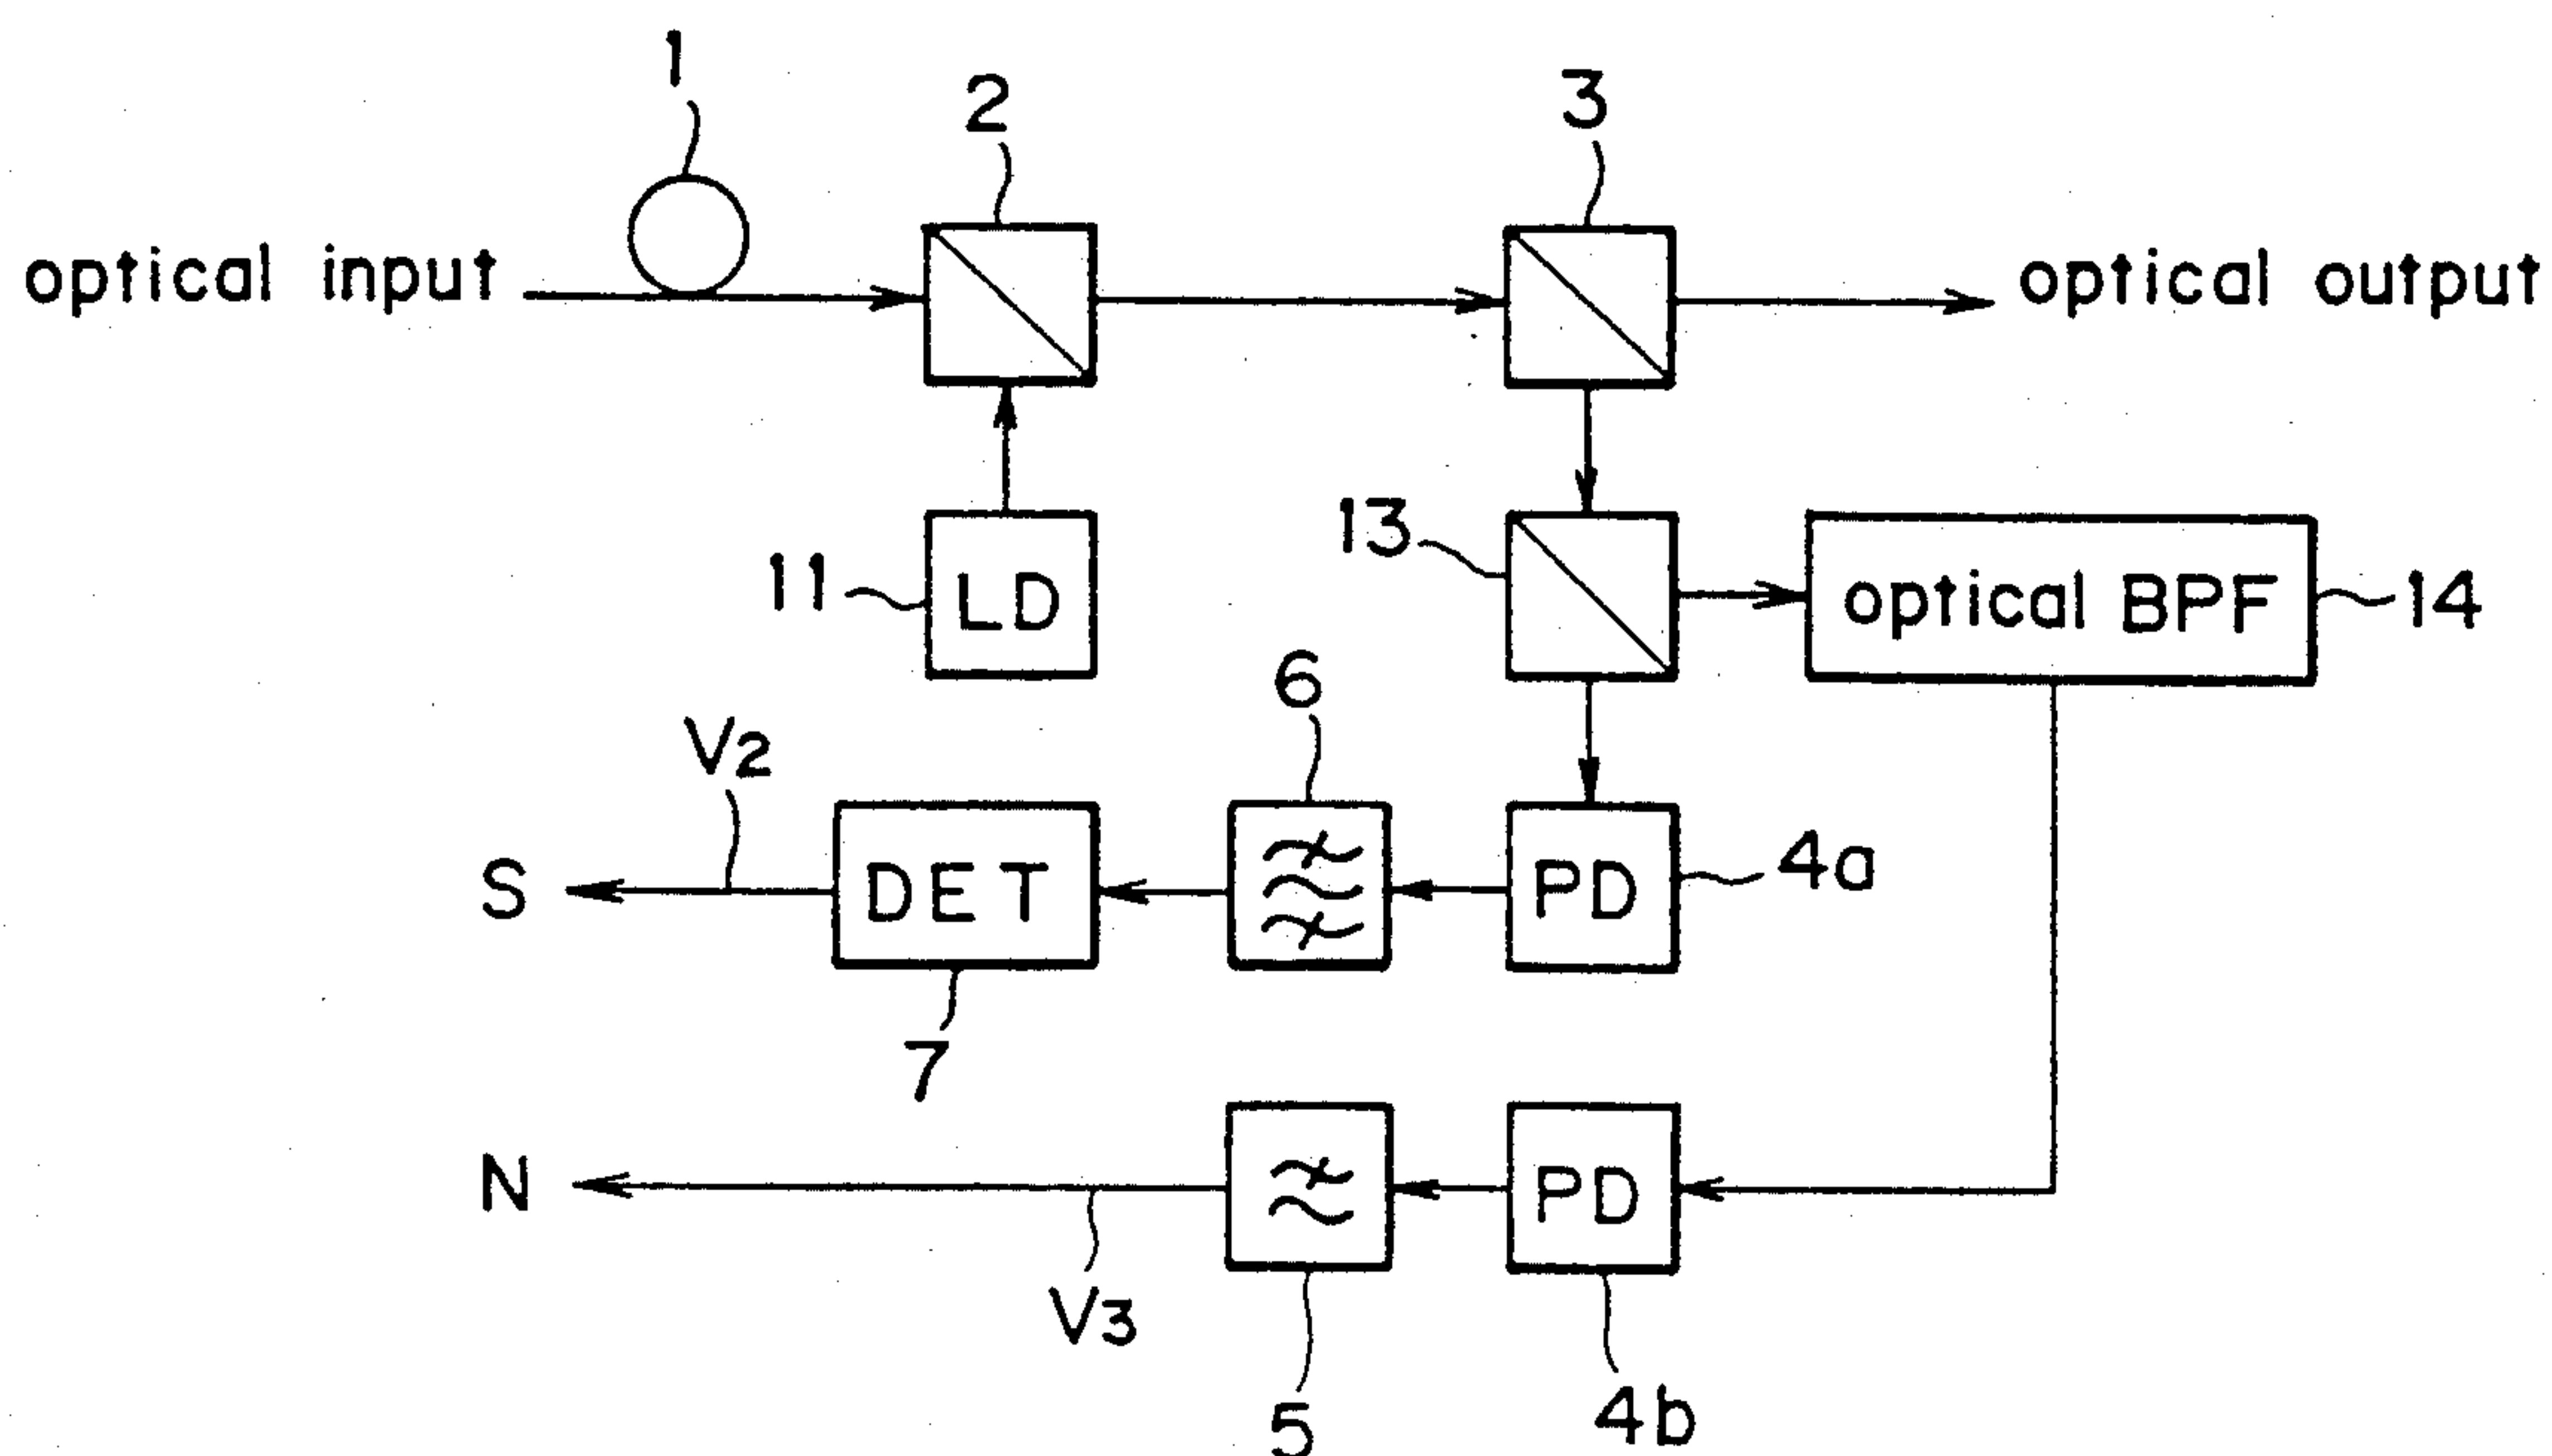 1
2
3
optical input
optical output
13
11
LD
optical BPF
14
6
V2
S
DET
PD
4a
7
N
PD
V3
5
4b